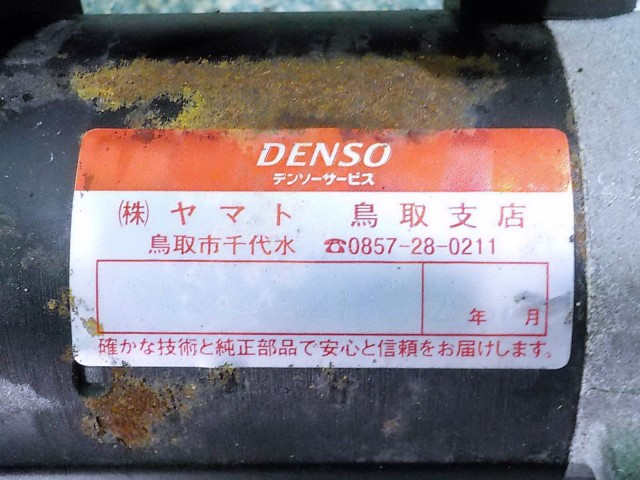 DENSO
デンソーサービス
㈱ ヤマト 鳥取支店
鳥取市千代水 ☎0857-28-0211
年 月
確かな技術と純正部品で安心と信頼をお届けします。